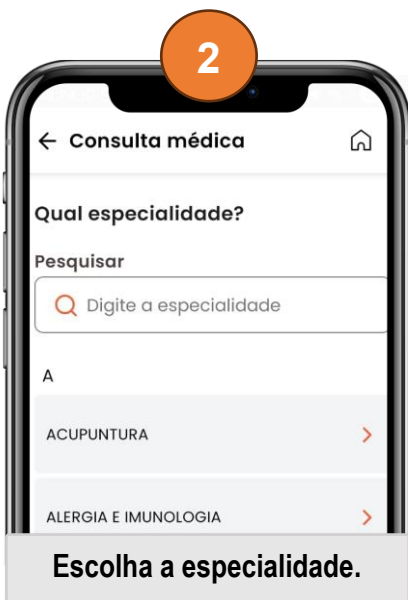 2
Consulta médica
Qual especialidade?
Pesquisar
Digite a especialidade
A
ACUPUNTURA
ALERGIA E IMUNOLOGIA
Escolha a especialidade.